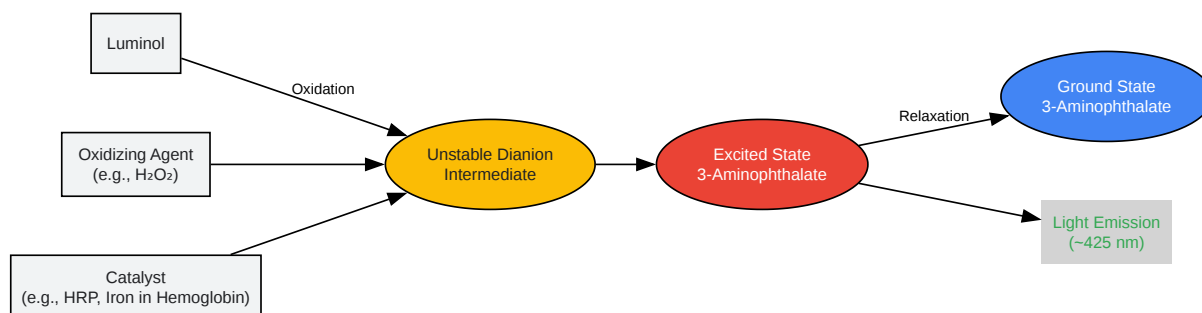 Luminol
Oxidation
Oxidizing Agent
(e.g., H₂O₂)
Catalyst
(e.g., HRP, Iron in Hemoglobin)
Unstable Dianion
Intermediate
Excited State
3-Aminophthalate
Relaxation
Ground State
3-Aminophthalate
Light Emission
(~425 nm)